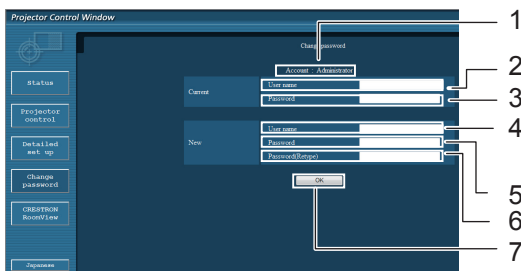 Projector Control Window
Change password
Account : Administrator
Current
User name
Password
New
User name
Password
Password(Retype)
OK
Status
Projector
control
Detailed
set up
Change
password
CRESTRON
RoomView
Japanese
1
2
3
4
5
6
7